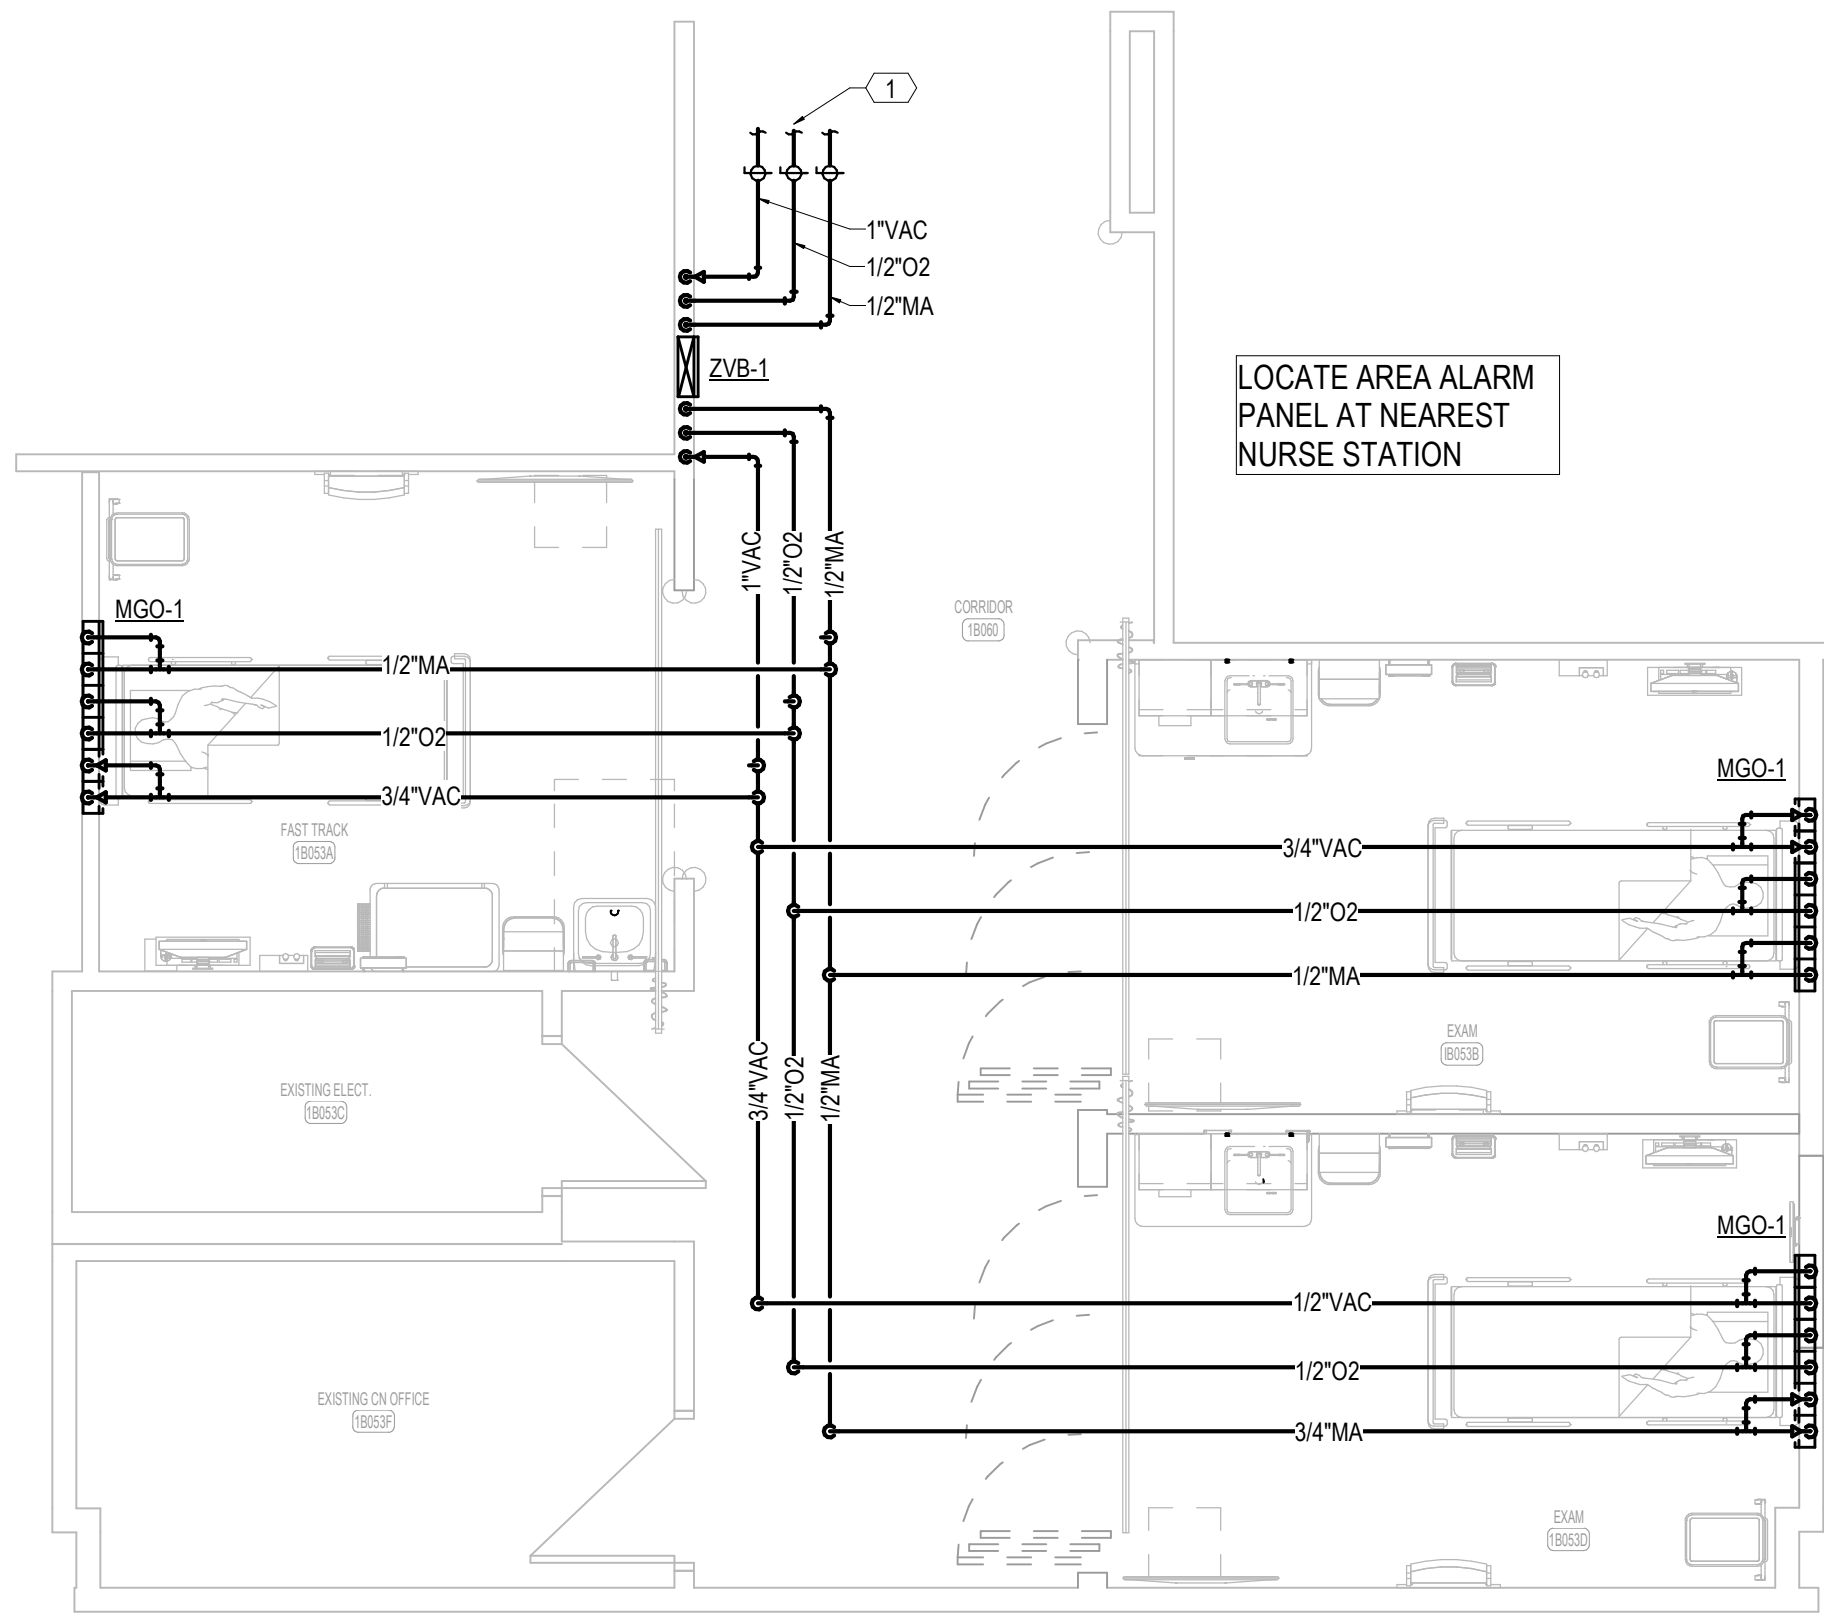 1
1"VAC
1/2"O2
1/2"MA
ZVB-1
LOCATE AREA ALARM
PANEL AT NEAREST
NURSE STATION
1"VAC
1/2"O2
1/2"MA
MGO-1
CORRIDOR
1B060
1/2"MA
1/2"O2
3/4"VAC
MGO-1
FAST TRACK
1B053A
3/4"VAC
1/2"O2
1/2"MA
EXAM
IB053B
3/4"VAC
1/2"O2
1/2"MA
EXISTING ELECT.
1B053C
MGO-1
1/2"VAC
1/2"O2
3/4"MA
EXISTING CN OFFICE
1B053F
EXAM
1B053D